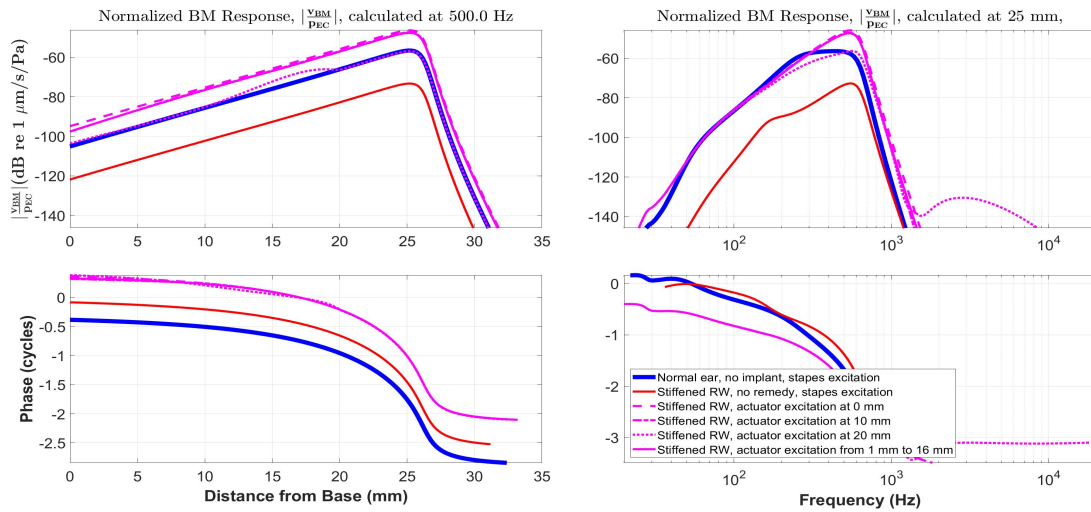 Normalized BM Response, |v_BM/p_EC|, calculated at 500.0 Hz
|v_BM/p_EC|(dB re 1 μm/s/Pa)
-60
-80
-100
-120
-140
0 5 10 15 20 25 30 35
Normalized BM Response, |v_BM/p_EC|, calculated at 25 mm,
-60
-80
-100
-120
-140
10^2 10^3 10^4
Phase (cycles)
0
-0.5
-1
-1.5
-2
-2.5
0 5 10 15 20 25 30 35
Distance from Base (mm)
0
-1
-2
-3
Normal ear, no implant, stapes excitation
Stiffened RW, no remedy, stapes excitation
Stiffened RW, actuator excitation at 0 mm
Stiffened RW, actuator excitation at 10 mm
Stiffened RW, actuator excitation at 20 mm
Stiffened RW, actuator excitation from 1 mm to 16 mm
10^2 10^3 10^4
Frequency (Hz)